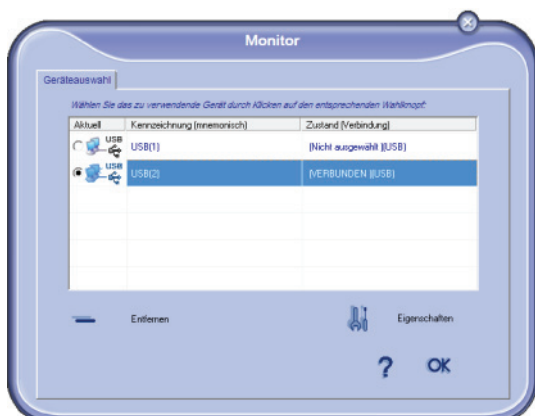 Monitor
Geräteauswahl
Wählen Sie das zu verwendende Gerät durch Klicken auf den entsprechenden Wahlknopf:
Aktuell Kennzeichnung (mnemonisch) Zustand (Verbindung)
USB USB(1) (Nicht ausgewählt )(USB)
USB USB(2) (VERBUNDEN )(USB)
Entfernen Eigenschaften
? OK